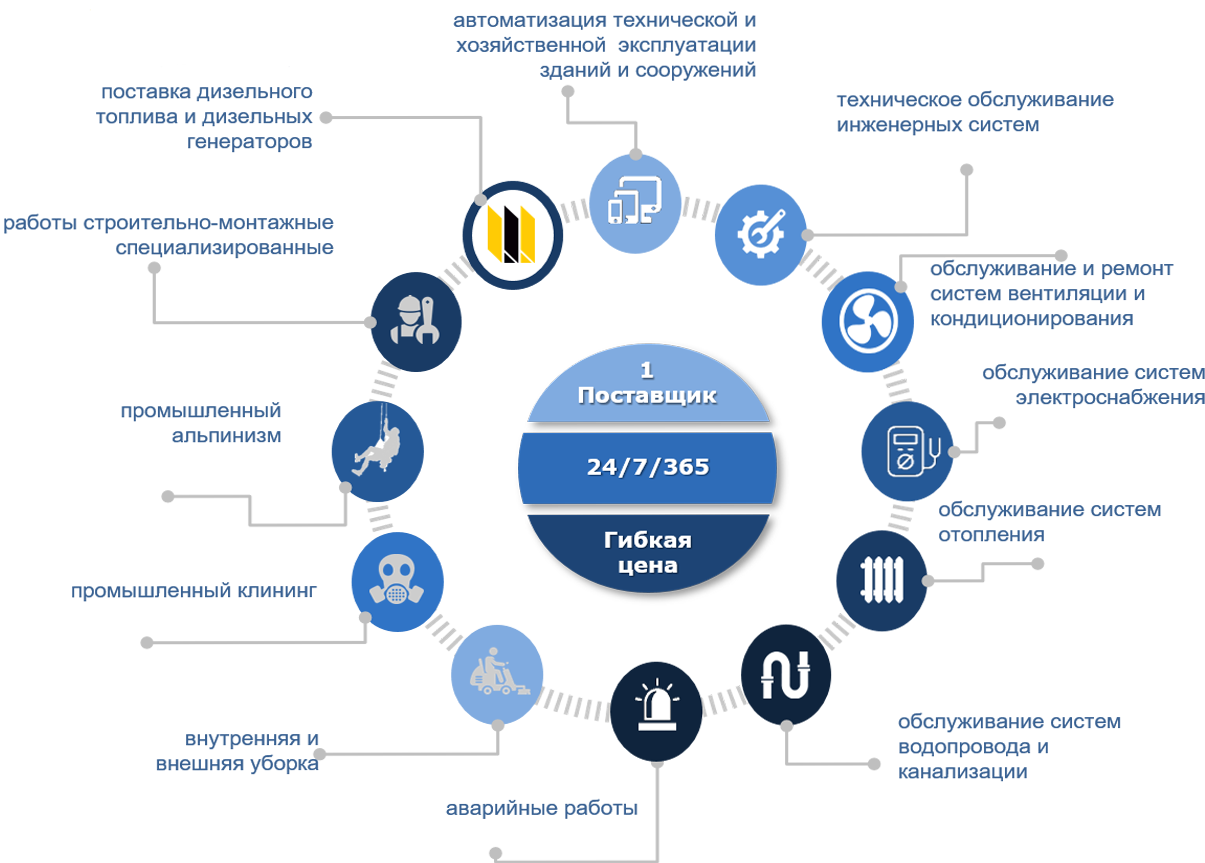 автоматизация технической и
хозяйственной эксплуатации
зданий и сооружений
поставка дизельного
топлива и дизельных
генераторов
техническое обслуживание
инженерных систем
работы строительно-монтажные
специализированные
обслуживание и ремонт
систем вентиляции и
кондиционирования
1
Поставщик
24/7/365
Гибкая
цена
обслуживание систем
электроснабжения
промышленный
альпинизм
обслуживание систем
отопления
промышленный клининг
обслуживание систем
водопровода и
канализации
внутренняя и
внешняя уборка
аварийные работы